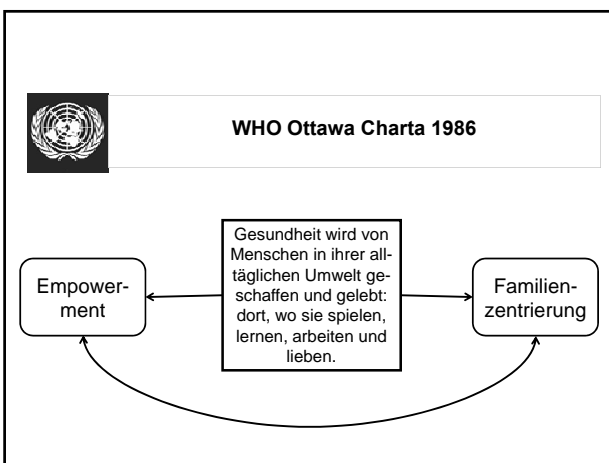 WHO Ottawa Charta 1986
Gesundheit wird von
Menschen in ihrer all-
täglichen Umwelt ge-
schaffen und gelebt:
dort, wo sie spielen,
lernen, arbeiten und
lieben.
Empower-
ment
Familien-
zentrierung